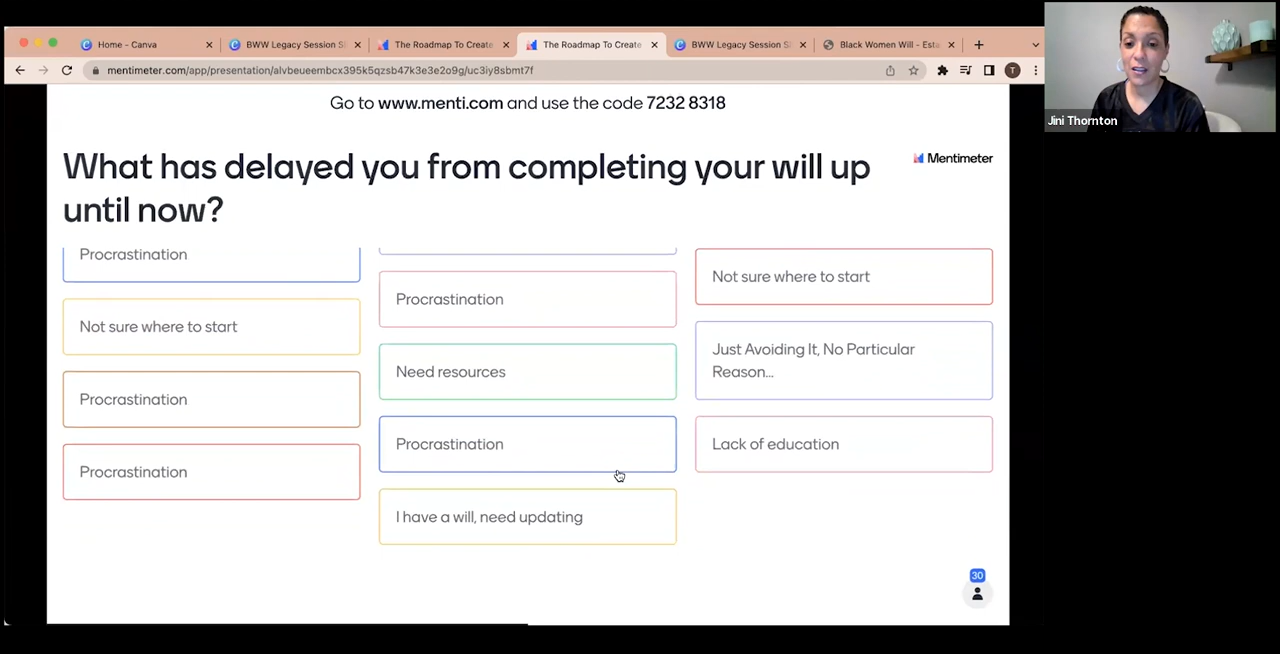 Home - Canva
BWW Legacy Session S
The Roadmap To Create
The Roadmap To Create
BWW Legacy Session S
Black Women Will - Esta
mentimeter.com/app/presentation/alvbeueembcx395k5qzsb47k3e3e2o9g/uc3iy8sbmt7f
T
Jini Thornton
Go to www.menti.com and use the code 7232 8318
What has delayed you from completing your will up
until now?
Mentimeter
Procrastination
Not sure where to start
Procrastination
Procrastination
Procrastination
Need resources
Procrastination
I have a will, need updating
Not sure where to start
Just Avoiding It, No Particular
Reason...
Lack of education
30